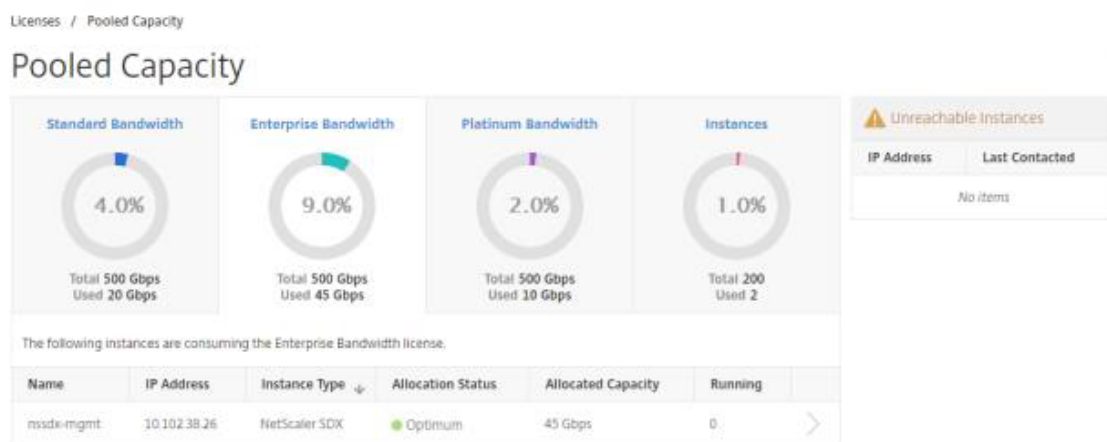 Licenses / Pooled Capacity
Pooled Capacity
Standard Bandwidth
4.0%
Total 500 Gbps
Used 20 Gbps
Enterprise Bandwidth
9.0%
Total 500 Gbps
Used 45 Gbps
Platinum Bandwidth
2.0%
Total 500 Gbps
Used 10 Gbps
Instances
1.0%
Total 200
Used 2
Unreachable Instances
IP Address Last Contacted
No items
The following instances are consuming the Enterprise Bandwidth license.
Name IP Address Instance Type Allocation Status Allocated Capacity Running
nssdx-mgmt 10.102.38.26 NetScaler SDX Optimum 45 Gbps 0